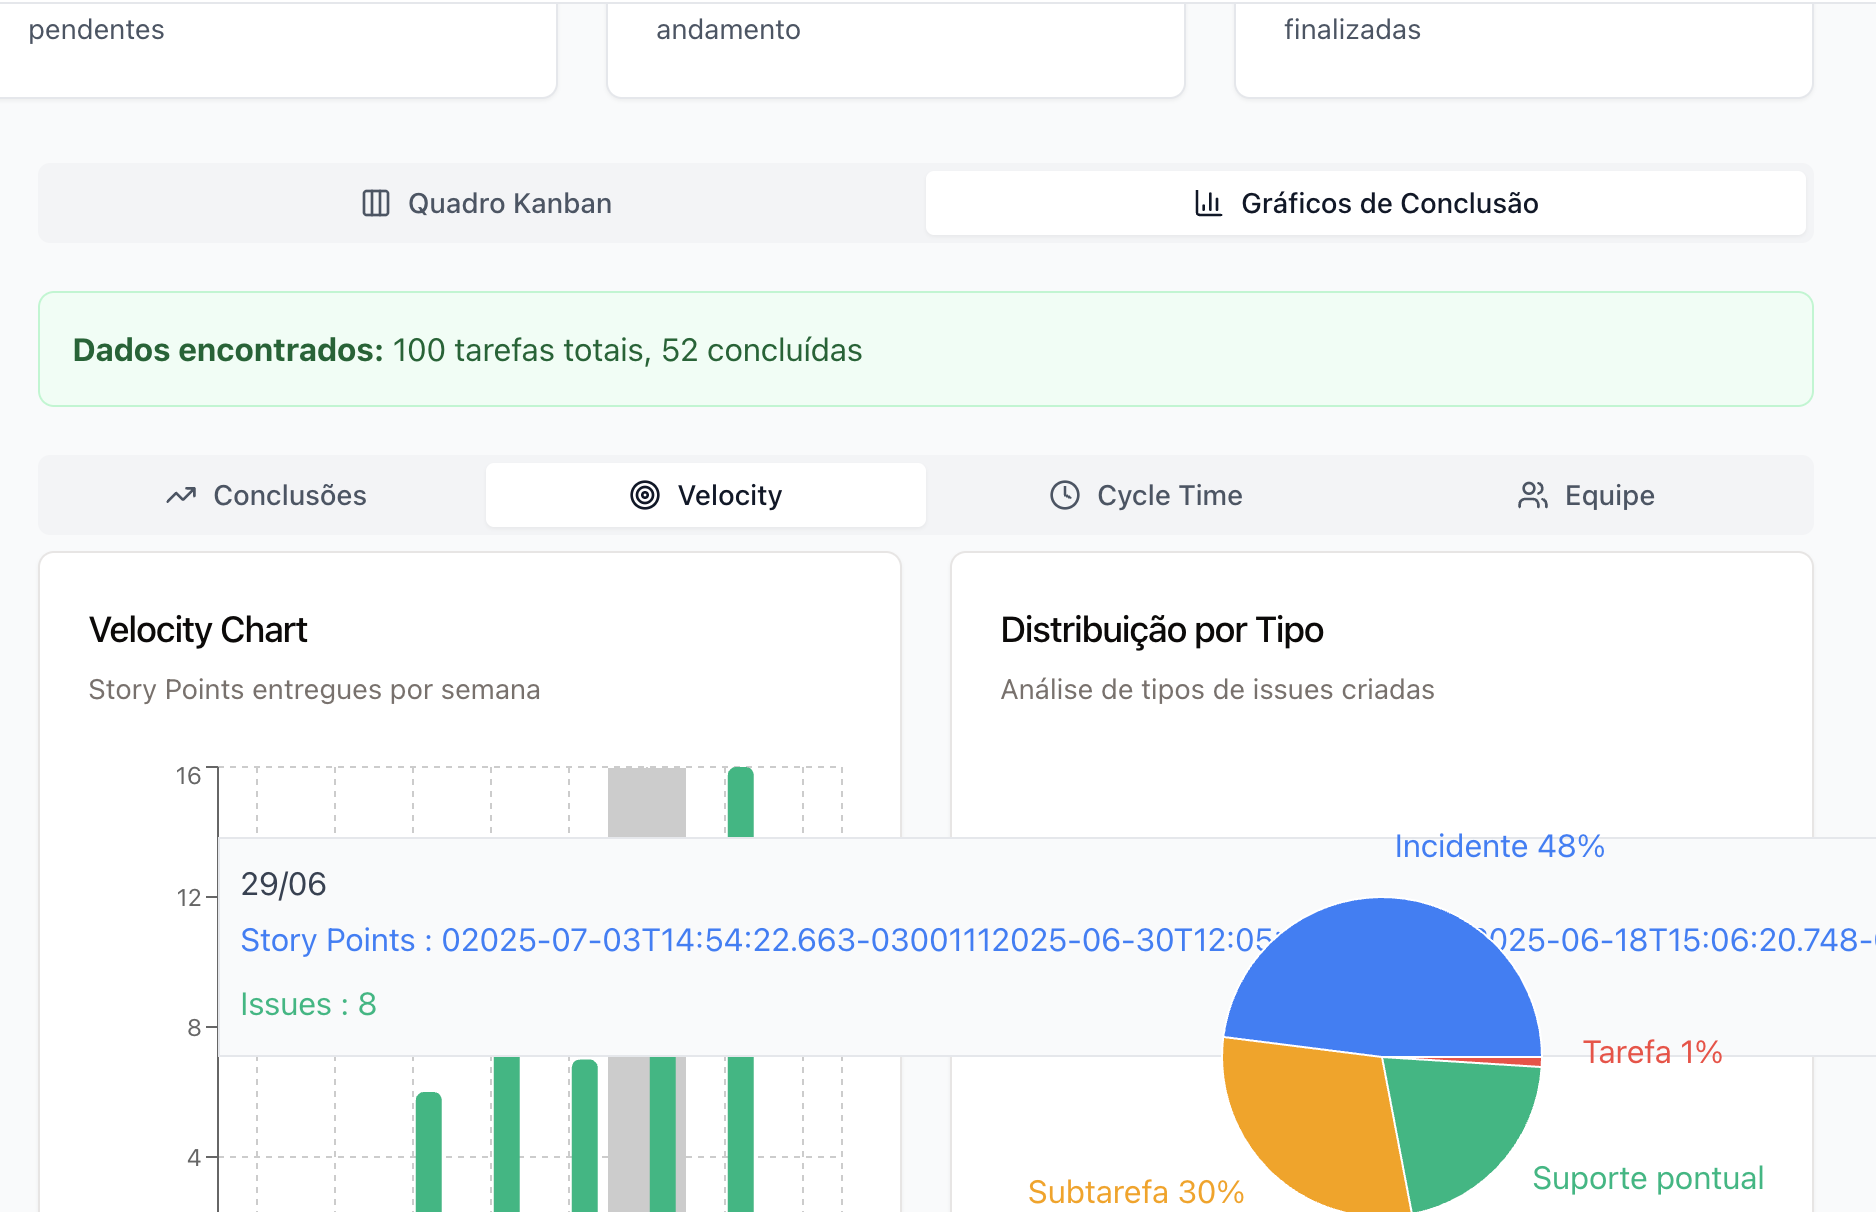 pendentes
andamento
finalizadas
Quadro Kanban
Gráficos de Conclusão
Dados encontrados: 100 tarefas totais, 52 concluídas
Conclusões
Velocity
Cycle Time
Equipe
Velocity Chart
Story Points entregues por semana
16
12
8
4
29/06
Story Points : 02025-07-03T14:54:22.663-03001112025-06-30T12:05 025-06-18T15:06:20.748-
Issues : 8
Distribuição por Tipo
Análise de tipos de issues criadas
Incidente 48%
Tarefa 1%
Suporte pontual
Subtarefa 30%